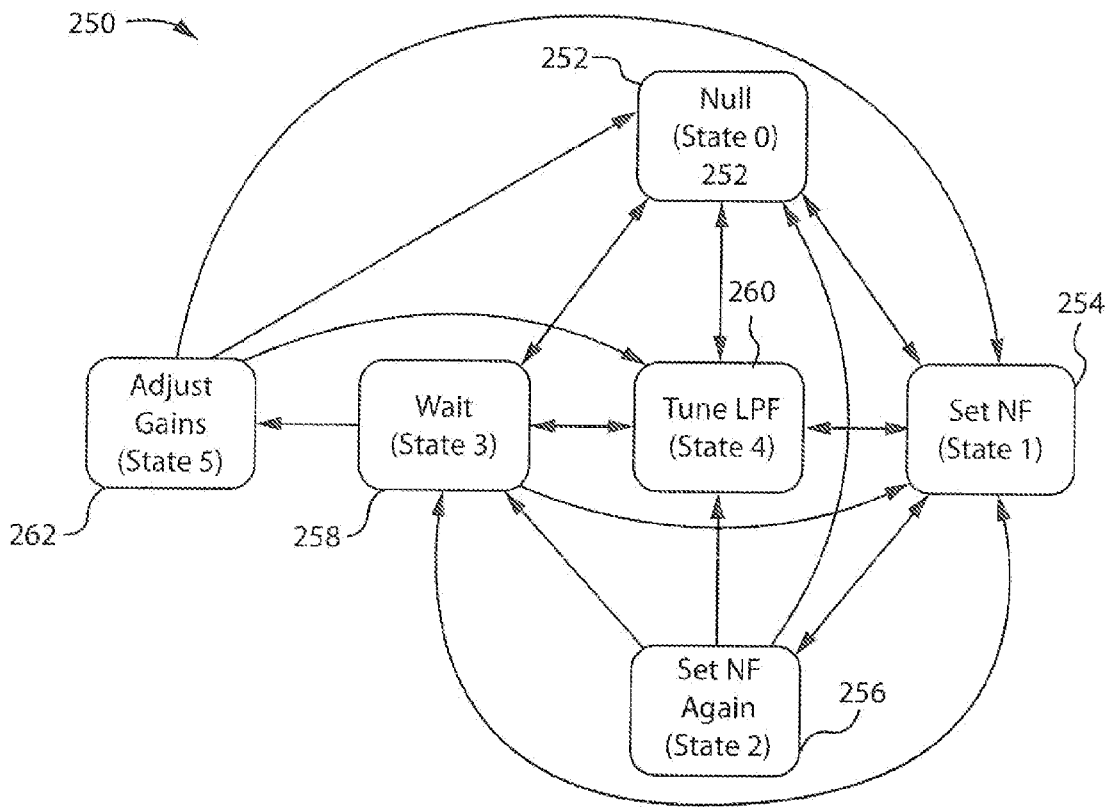 250
252
Null
(State 0)
252
260
254
Adjust
Gains
(State 5)
Wait
(State 3)
Tune LPF
(State 4)
Set NF
(State 1)
262
258
Set NF
Again
(State 2)
256